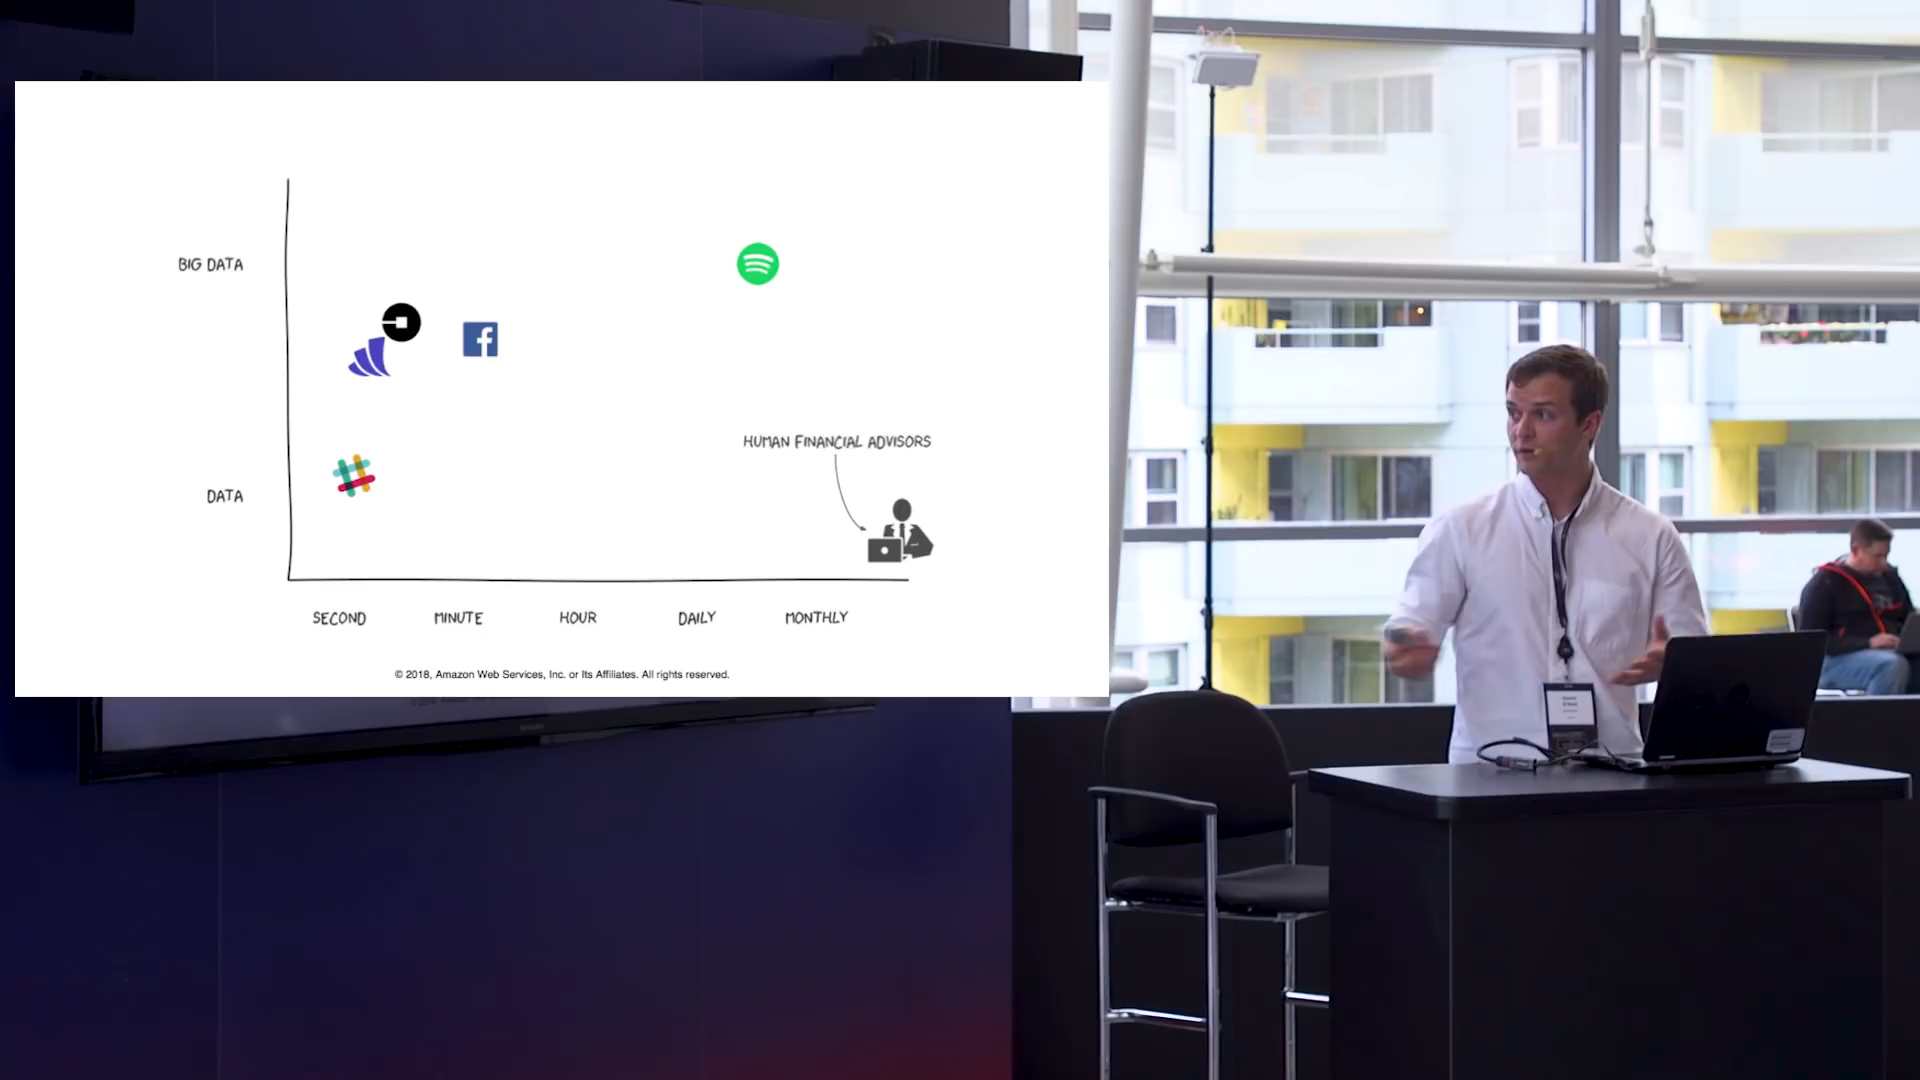 BIG DATA
HUMAN FINANCIAL ADVISORS
DATA
SECOND MINUTE HOUR DAILY MONTHLY
© 2018, Amazon Web Services, Inc. or Its Affiliates. All rights reserved.